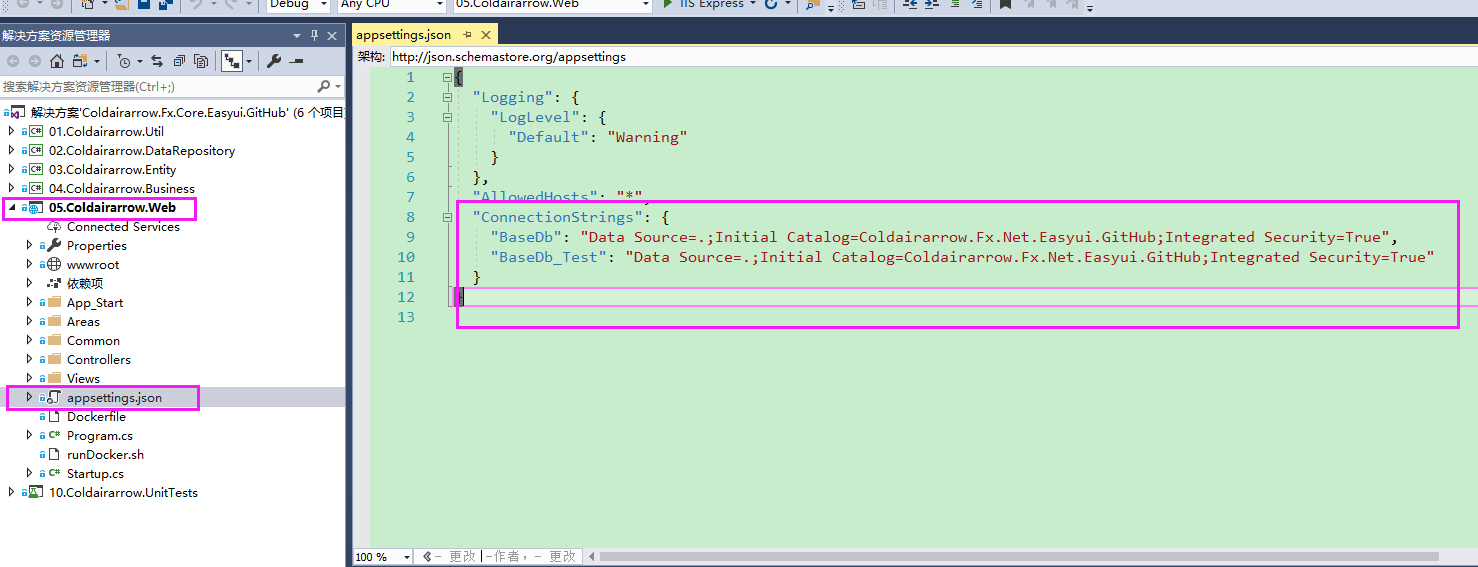 Debug Any CPU 05.Coldairarrow.Web IIS Express
解决方案资源管理器
搜索解决方案资源管理器(Ctrl+;)
解决方案'Coldairarrow.Fx.Core.Easyui.GitHub' (6 个项目
01.Coldairarrow.Util
02.Coldairarrow.DataRepository
03.Coldairarrow.Entity
04.Coldairarrow.Business
05.Coldairarrow.Web
Connected Services
Properties
wwwroot
依赖项
App_Start
Areas
Common
Controllers
Views
appsettings.json
Dockerfile
C# Program.cs
runDocker.sh
C# Startup.cs
10.Coldairarrow.UnitTests
appsettings.json
架构: http://json.schemastore.org/appsettings
1 {
2 "Logging": {
3 "LogLevel": {
4 "Default": "Warning"
5 }
6 },
7 "AllowedHosts": "*",
8 "ConnectionStrings": {
9 "BaseDb": "Data Source=.;Initial Catalog=Coldairarrow.Fx.Net.Easyui.GitHub;Integrated Security=True",
10 "BaseDb_Test": "Data Source=.;Initial Catalog=Coldairarrow.Fx.Net.Easyui.GitHub;Integrated Security=True"
11 }
12 }
13
100 % - 更改 |-作者, - 更改